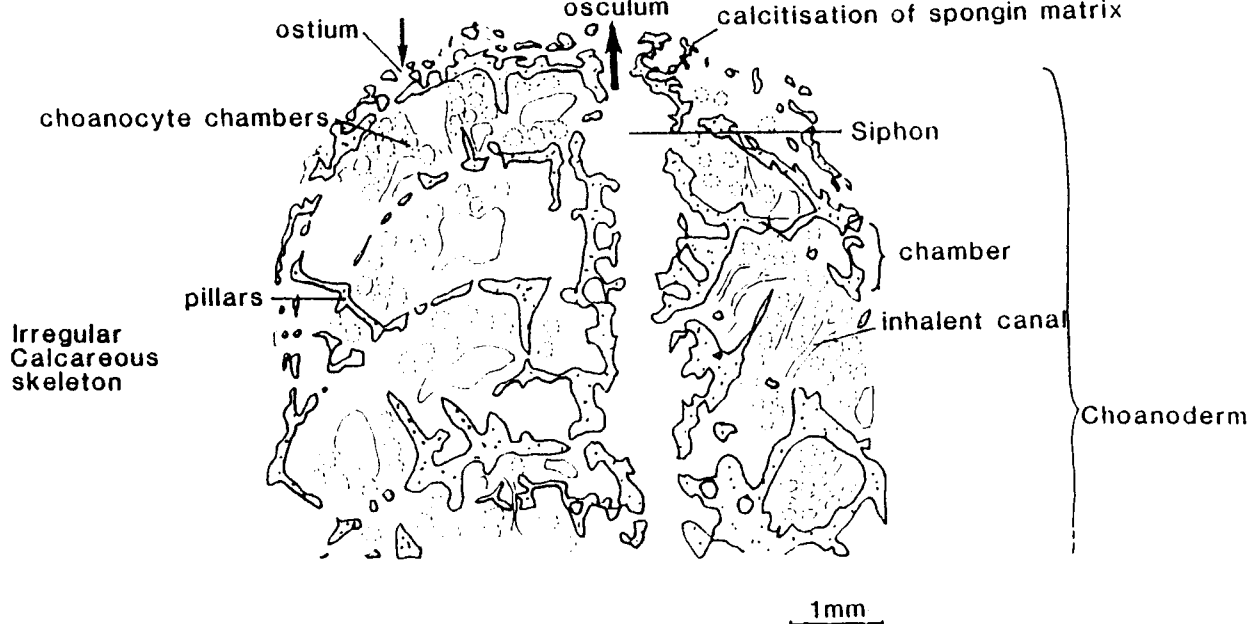 osculum
calcitisation of spongin matrix
ostium
choanocyte chambers
Siphon
chamber
pillars
inhalent canal
Irregular
Calcareous
skeleton
Choanoderm
1mm